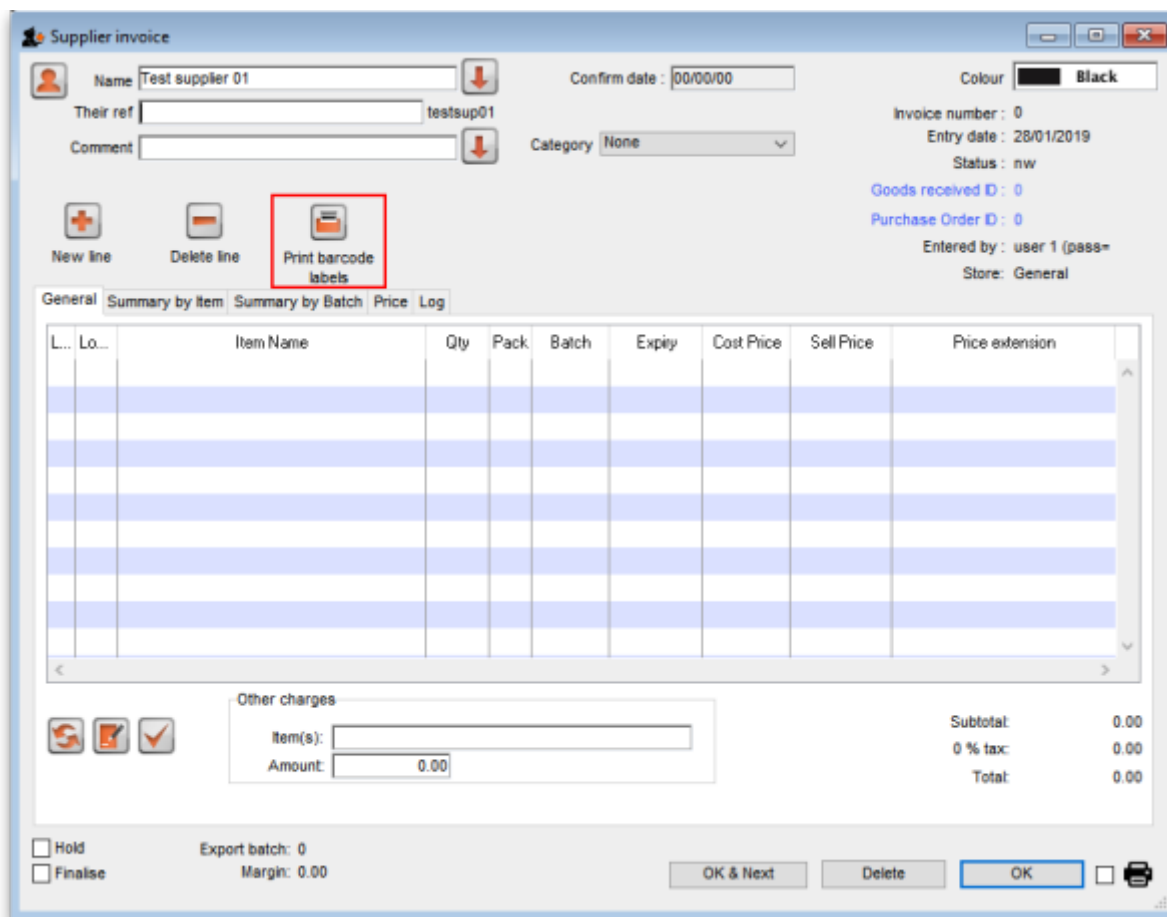 Supplier invoice
Name Test supplier 01 Confirm date : 00/00/00 Colour Black
Their ref testsup01 Invoice number : 0
Comment Category None Entry date : 28/01/2019
Status : nw
Goods received ID : 0
Purchase Order ID : 0
Entered by : user 1 (pass=
Store: General
New line Delete line Print barcode
labels
General Summary by Item Summary by Batch Price Log
L... Lo... Item Name Qty Pack Batch Expiry Cost Price Sell Price Price extension
Other charges
Item(s):
Amount: 0.00
Subtotal: 0.00
0 % tax: 0.00
Total: 0.00
Hold Export batch: 0
Finalise Margin: 0.00
OK & Next Delete OK